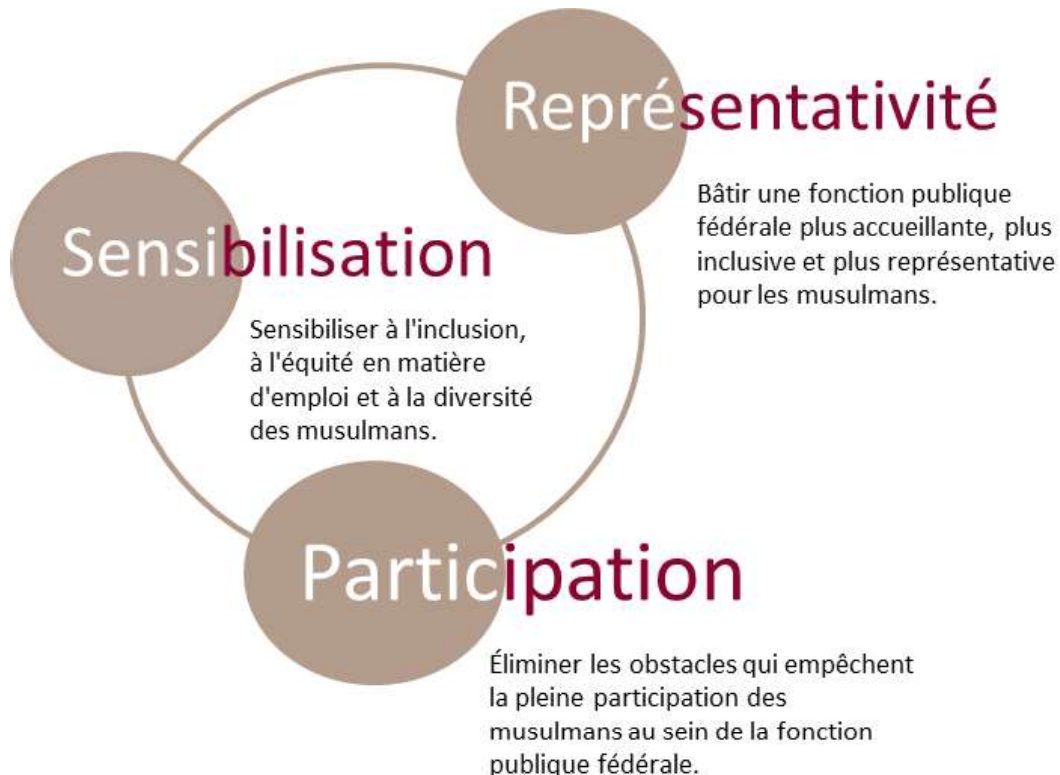 Représentativité
Bâtir une fonction publique
fédérale plus accueillante, plus
inclusive et plus représentative
pour les musulmans.
Sensibilisation
Sensibiliser à l'inclusion,
à l'équité en matière
d'emploi et à la diversité
des musulmans.
Participation
Éliminer les obstacles qui empêchent
la pleine participation des
musulmans au sein de la fonction
publique fédérale.